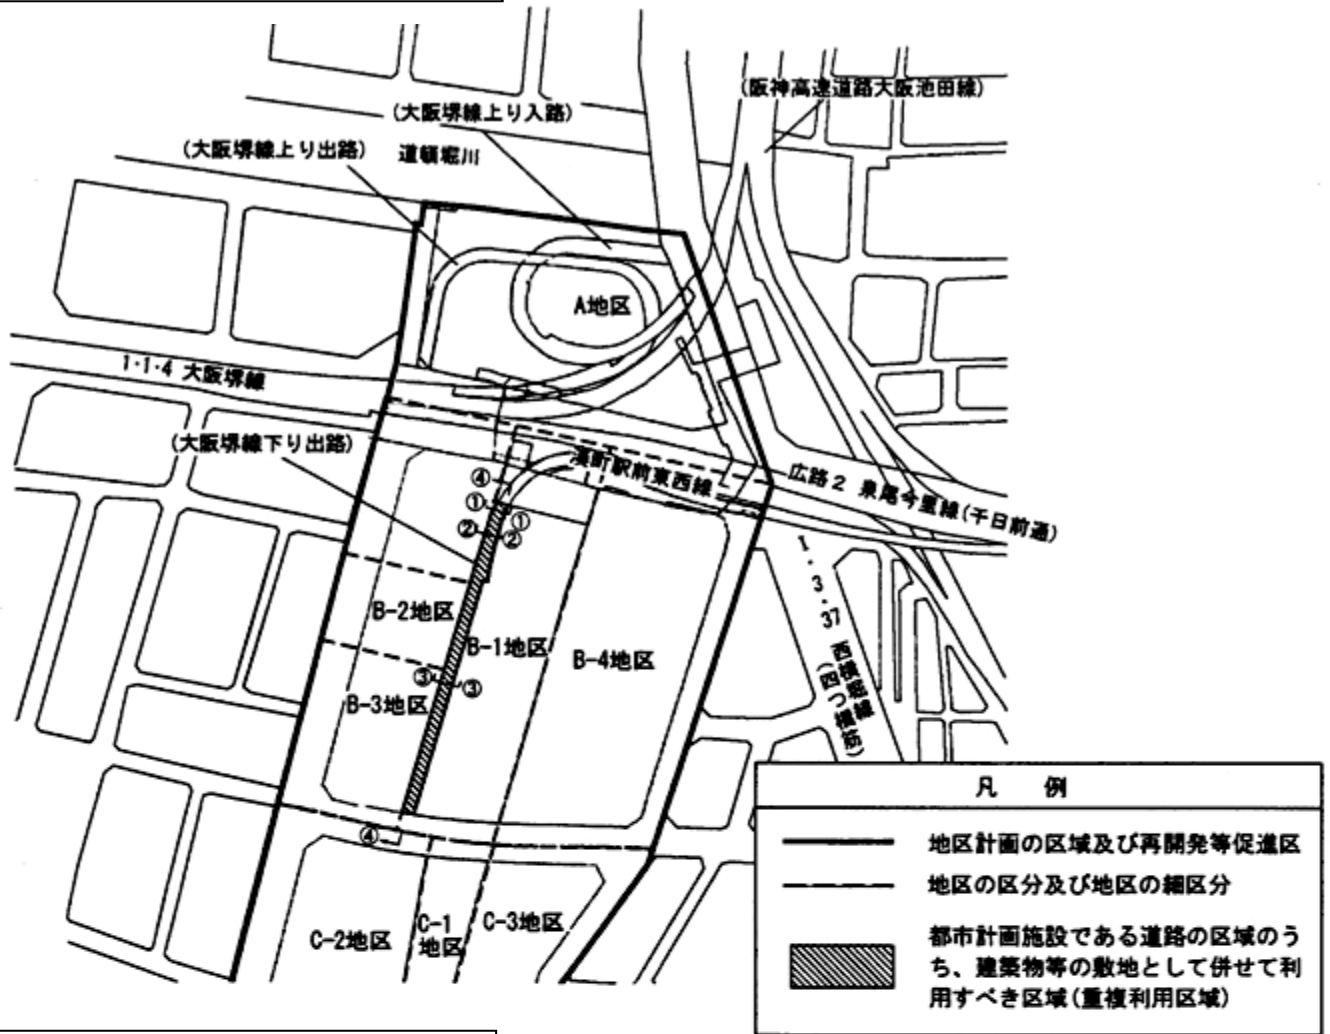 (阪神高速道路大阪池田線)
(大阪堺線上り入路)
(大阪堺線上り出路)
道頓堀川
A地区
1・1・4 大阪堺線
(大阪堺線下り出路)
湊町駅前東西線
広路2 泉尾今里線(千日前通)
④
①
①
②
②
1・3・37 西横堀線
(四つ橋筋)
B-2地区
B-1地区
B-4地区
③
③
B-3地区
④
C-2地区
C-1
地区
C-3地区
凡 例
地区計画の区域及び再開発等促進区
地区の区分及び地区の細区分
都市計画施設である道路の区域のう
ち、建築物等の敷地として併せて利
用すべき区域(重複利用区域)